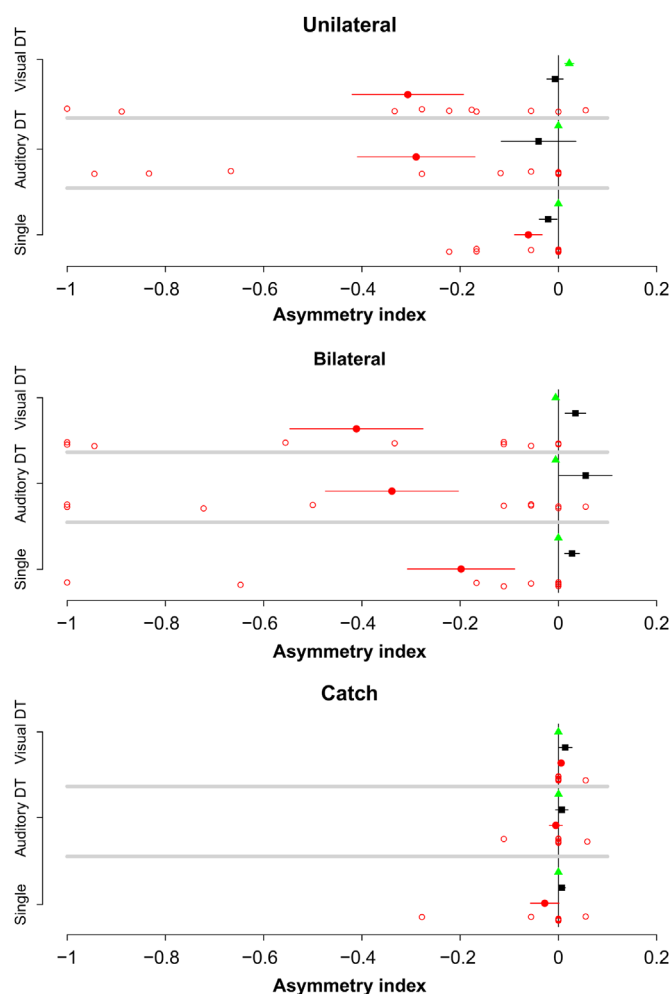 Unilateral
Visual DT
Auditory DT
Single
−1 −0.8 −0.6 −0.4 −0.2 0 0.2
Asymmetry index
Bilateral
Visual DT
Auditory DT
Single
−1 −0.8 −0.6 −0.4 −0.2 0 0.2
Asymmetry index
Catch
Visual DT
Auditory DT
Single
−1 −0.8 −0.6 −0.4 −0.2 0 0.2
Asymmetry index